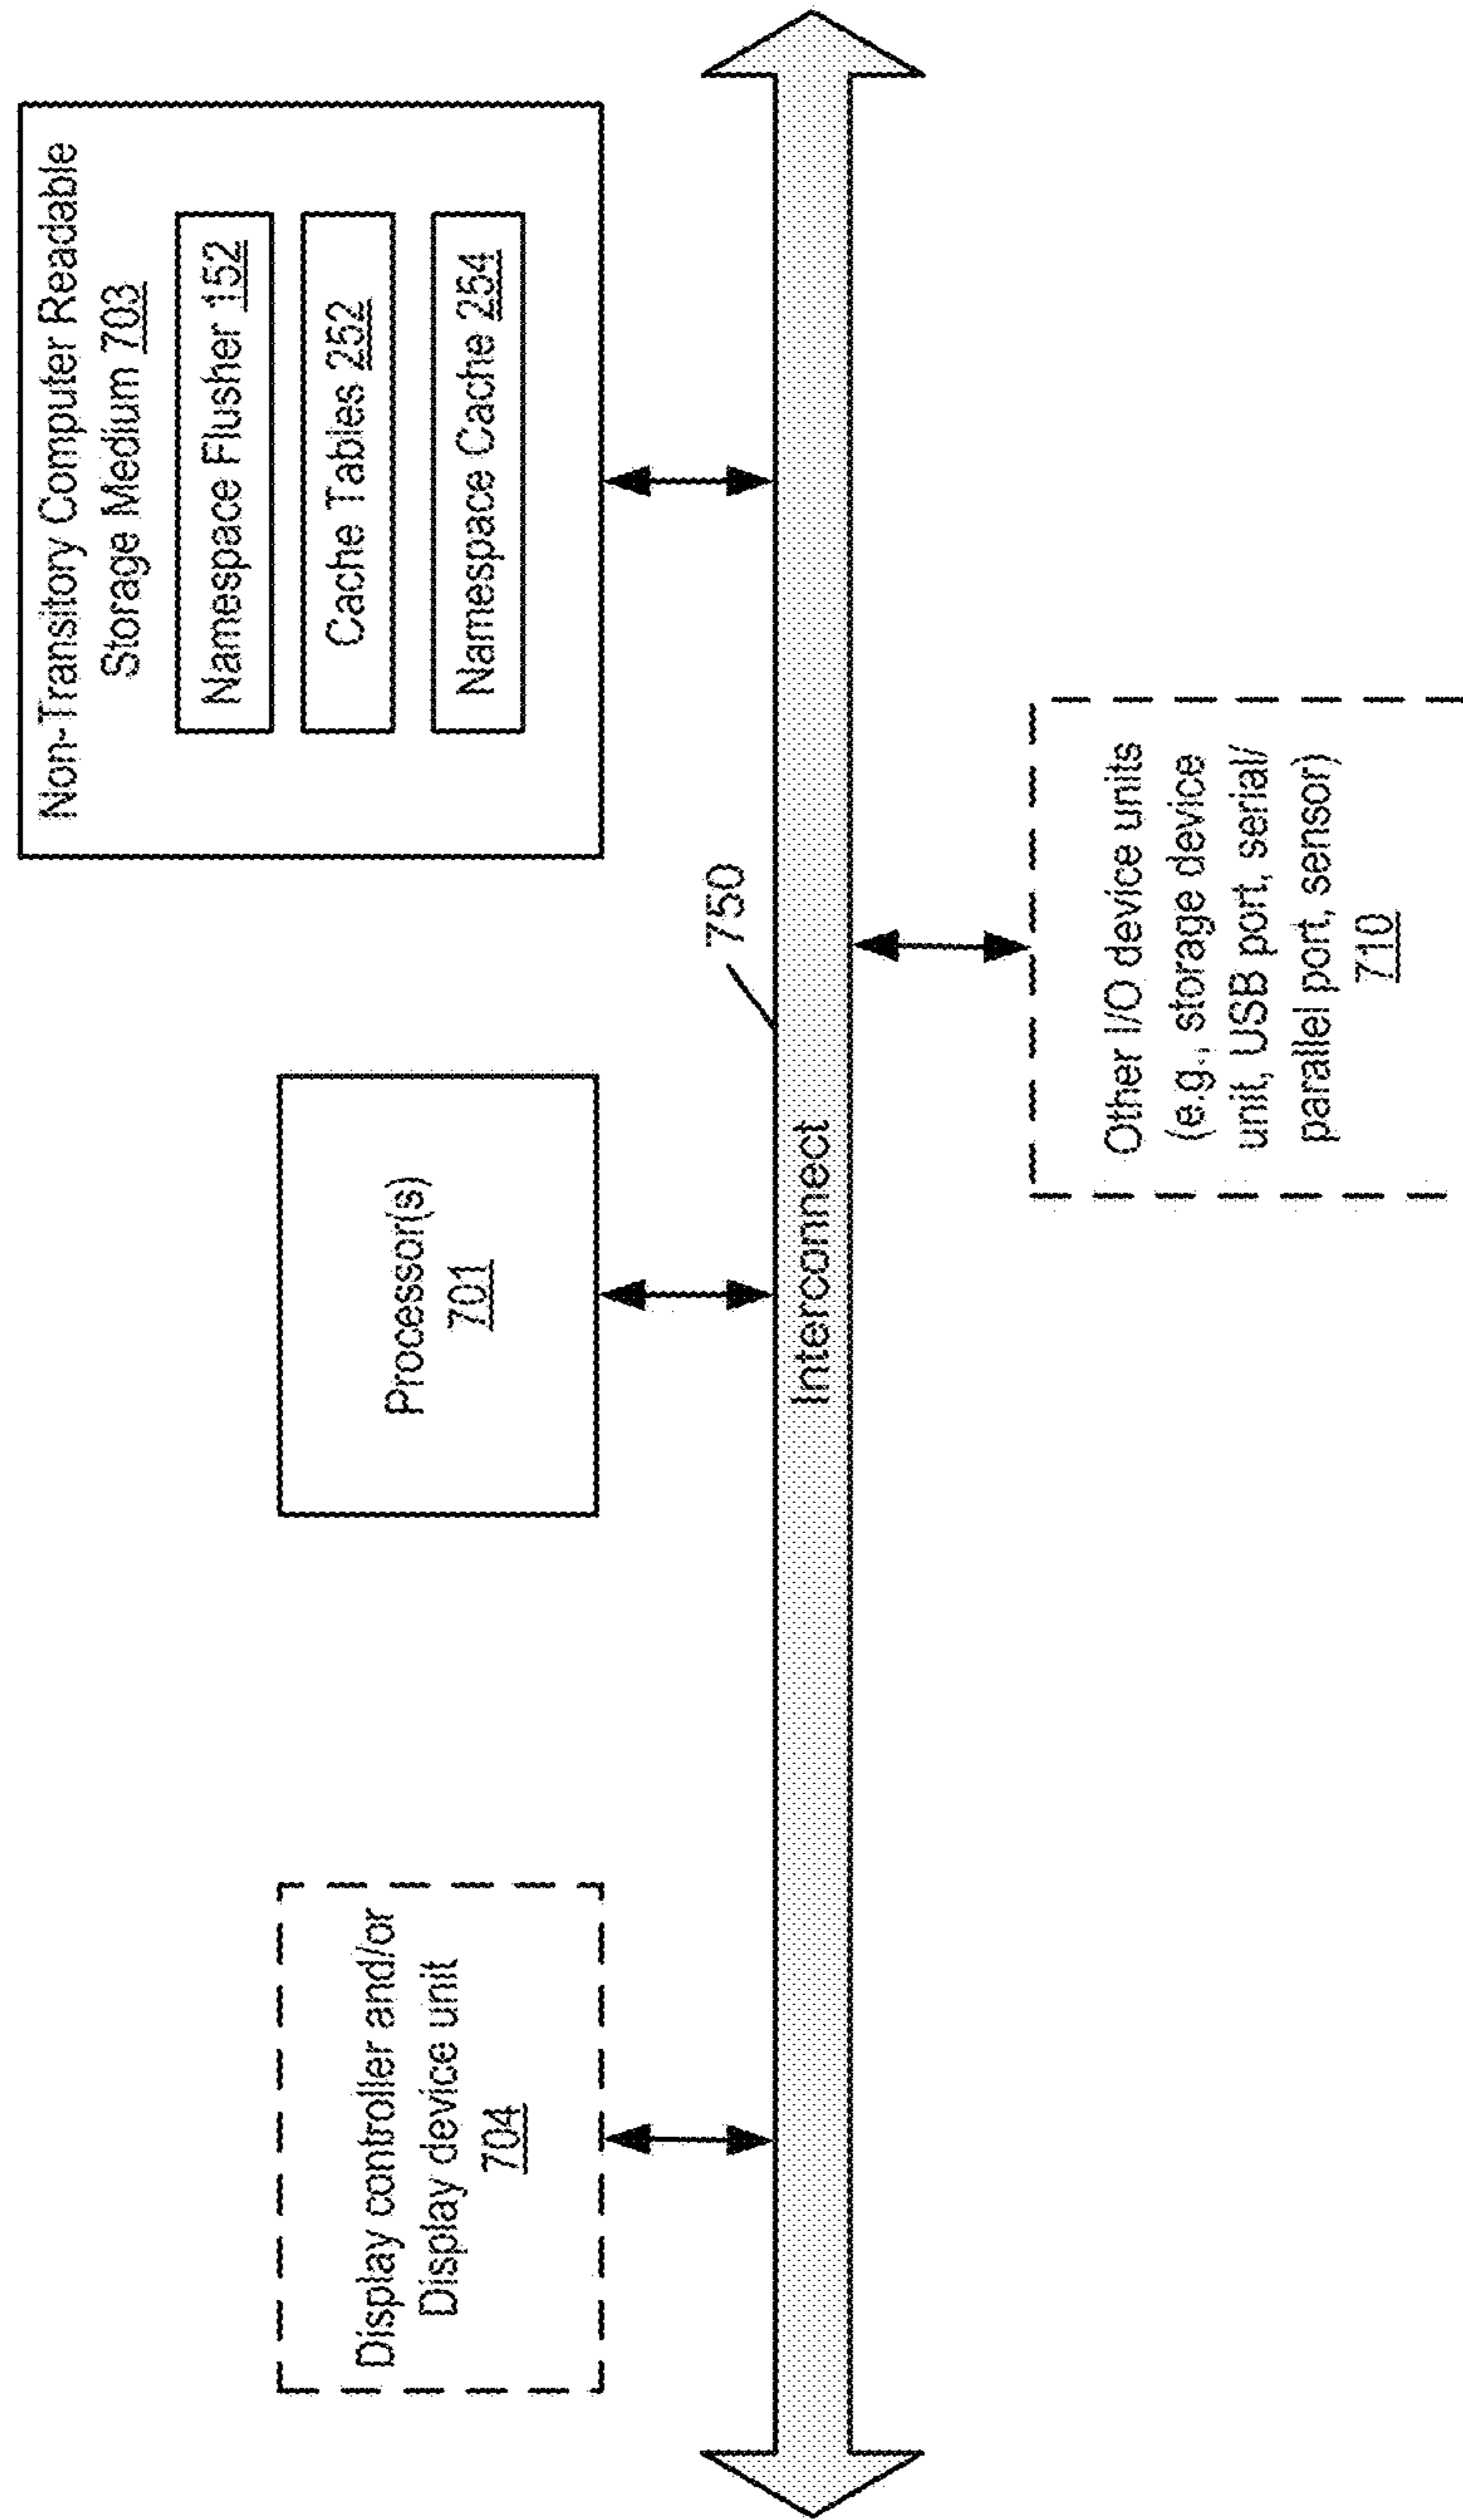 Display controller and/or
Display device unit
704
Processor(s)
701
Non-Transitory Computer Readable
Storage Medium 703
Namespace Flusher 152
Cache Tables 252
Namespace Cache 254
750
Interconnect
Other I/O device units
(e.g., storage device
unit, USB port, serial/
parallel port, sensor)
710